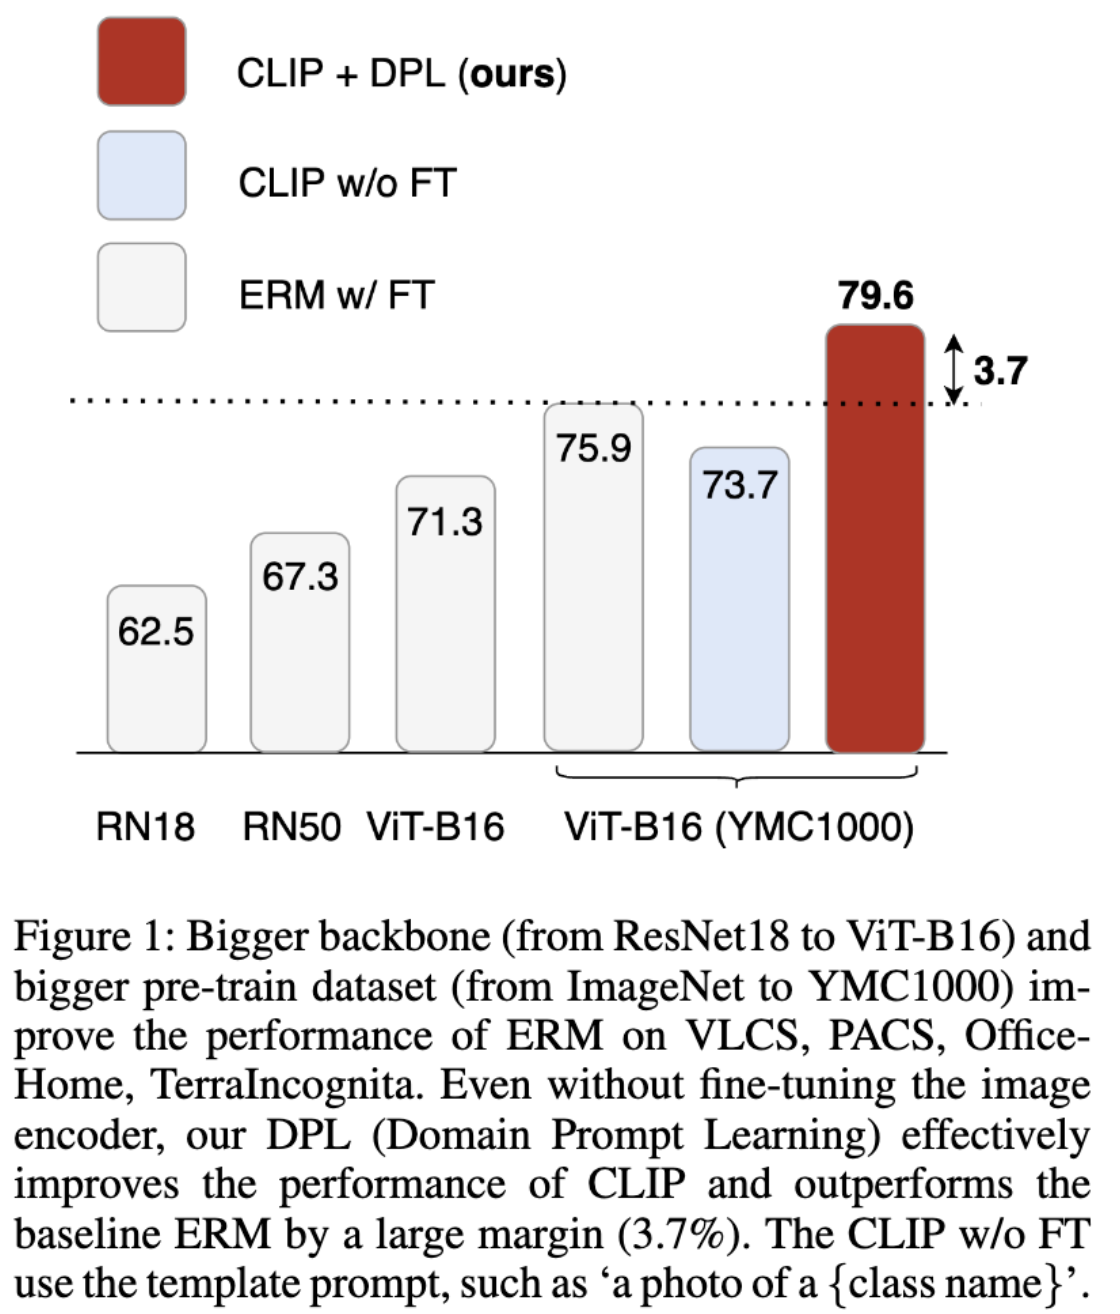 CLIP + DPL (ours)
CLIP w/o FT
ERM w/ FT
79.6
3.7
75.9
73.7
71.3
67.3
62.5
RN18 RN50 ViT-B16 ViT-B16 (YMC1000)
Figure 1: Bigger backbone (from ResNet18 to ViT-B16) and
bigger pre-train dataset (from ImageNet to YMC1000) im-
prove the performance of ERM on VLCS, PACS, Office-
Home, TerraIncognita. Even without fine-tuning the image
encoder, our DPL (Domain Prompt Learning) effectively
improves the performance of CLIP and outperforms the
baseline ERM by a large margin (3.7%). The CLIP w/o FT
use the template prompt, such as ‘a photo of a {class name}’.